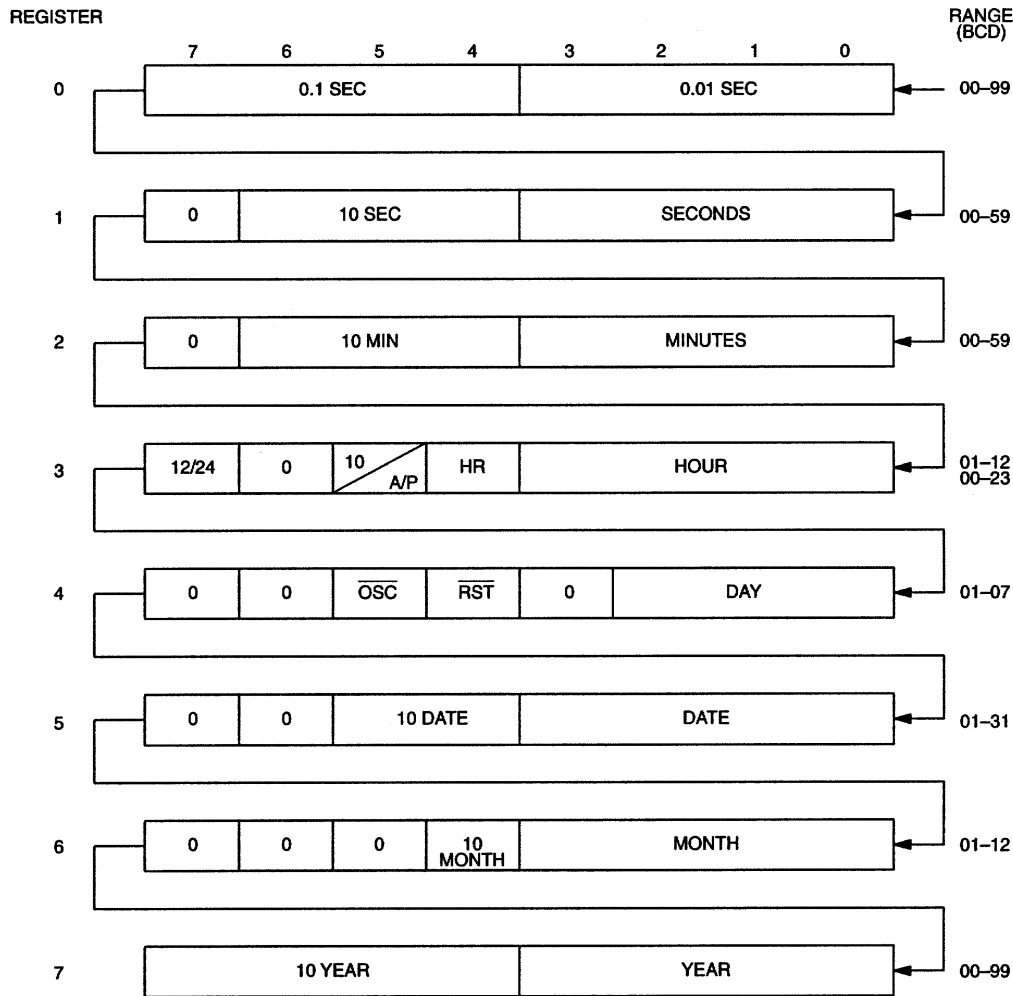 REGISTER
RANGE
(BCD)
7 6 5 4 3 2 1 0
0 0.1 SEC 0.01 SEC 00–99
1 0 10 SEC SECONDS 00–59
2 0 10 MIN MINUTES 00–59
3 12/24 0 10 A/P HR HOUR 01–12
00–23
4 0 0 OSC RST 0 DAY 01–07
5 0 0 10 DATE DATE 01–31
6 0 0 0 10 MONTH MONTH 01–12
7 10 YEAR YEAR 00–99